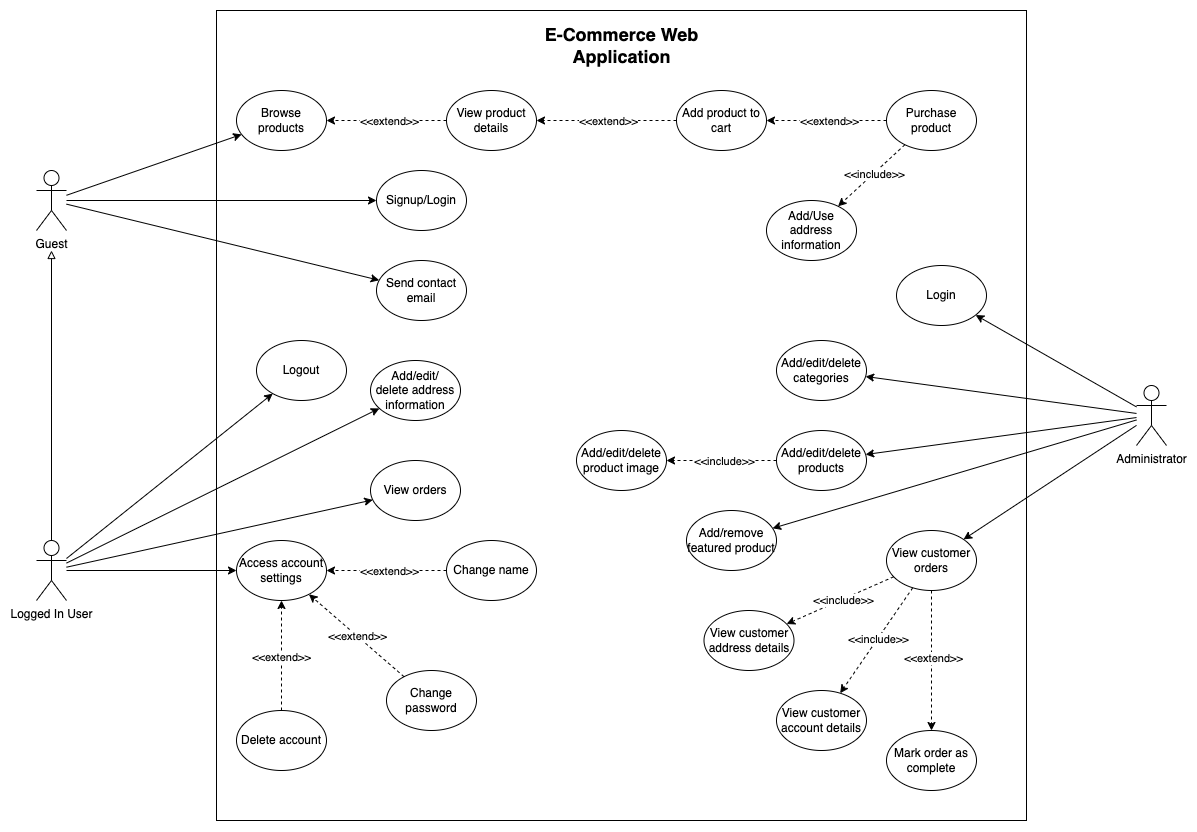 E-Commerce Web
Application
Browse
products
<<extend>>
View product
details
<<extend>>
Add product to
cart
<<extend>>
Purchase
product
<<include>>
Add/Use
address
information
Guest
Signup/Login
Send contact
email
Login
Logout
Add/edit/
delete address
information
Add/edit/delete
categories
Administrator
View orders
Add/edit/delete
product image
<<include>>
Add/edit/delete
products
Add/remove
featured product
Logged In User
Access account
settings
<<extend>>
Change name
View customer
orders
<<extend>>
<<extend>>
Change
password
Delete account
<<include>>
View customer
address details
<<include>>
<<extend>>
View customer
account details
Mark order as
complete